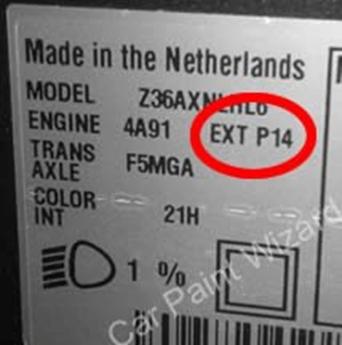 Made in the Netherlands
MODEL Z36AXNLHL6
ENGINE 4A91 EXT P14
TRANS
AXLE F5MGA
COLOR
INT 21H
1 %
Car Paint Wizard